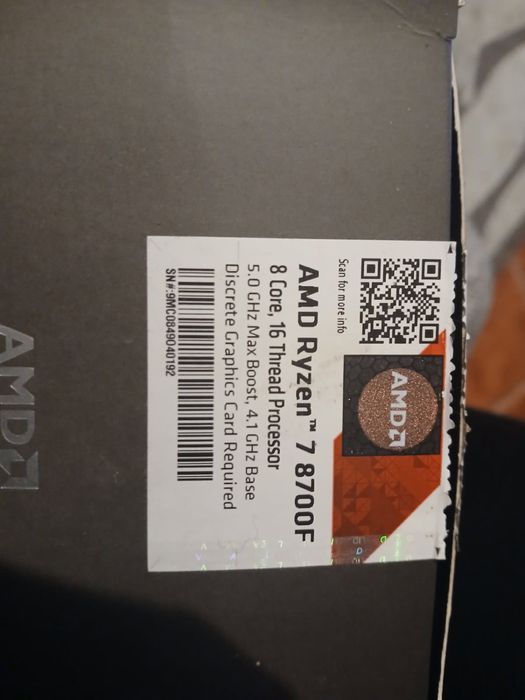 Scan for more info
AMD
AMD Ryzen™ 7 8700F
8 Core, 16 Thread Processor
5.0 GHz Max Boost, 4.1 GHz Base
Discrete Graphics Card Required
SN#:9MC0849040192
AMD